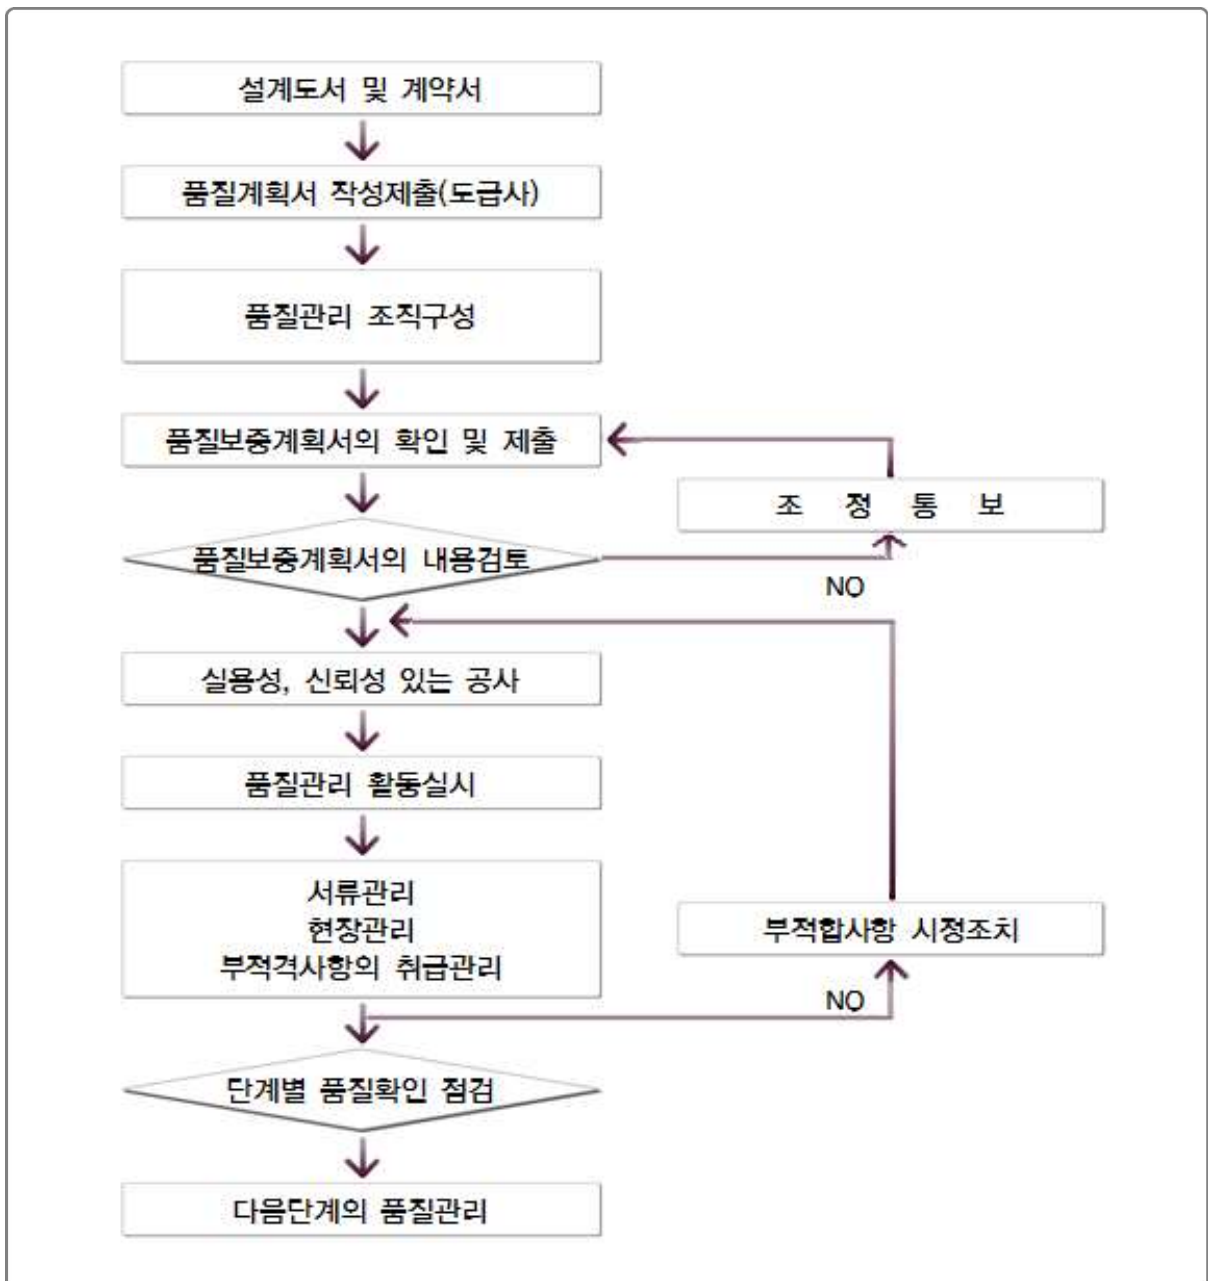 설계도서 및 계약서
품질계획서 작성제출(도급사)
품질관리 조직구성
품질보증계획서의 확인 및 제출
조 정 통 보
품질보증계획서의 내용검토
NO
실용성, 신뢰성 있는 공사
품질관리 활동실시
서류관리
현장관리
부적격사항의 취급관리
부적합사항 시정조치
NO
단계별 품질확인 점검
다음단계의 품질관리